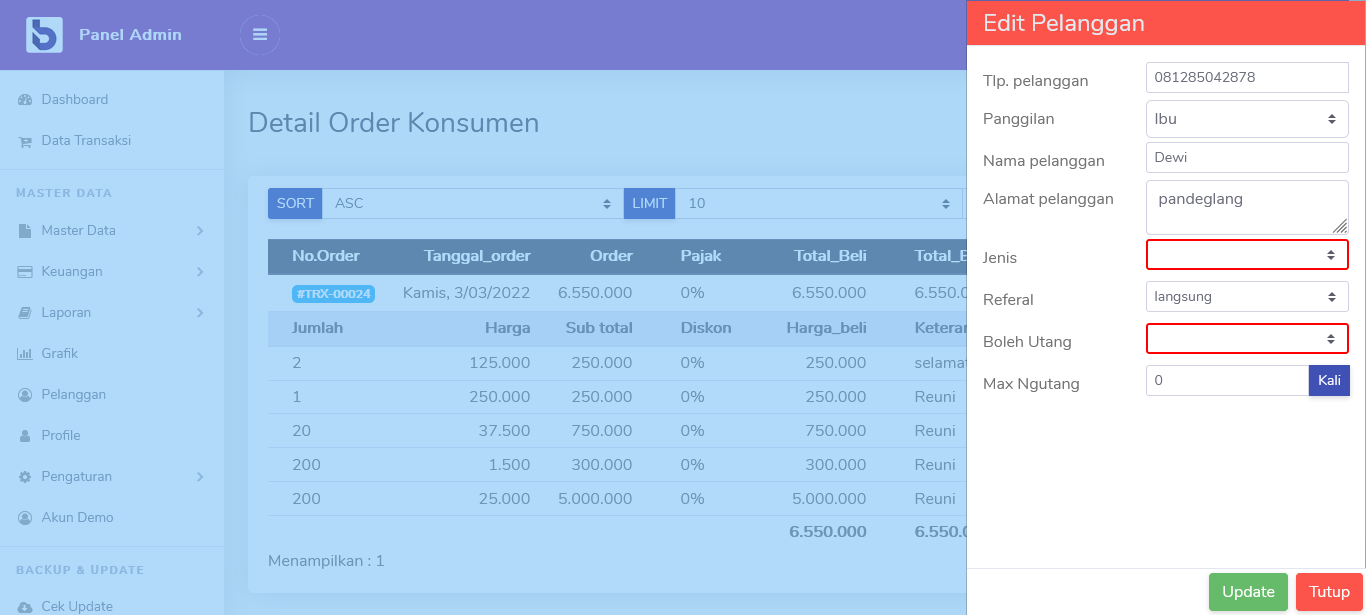 Panel Admin
Dashboard
Data Transaksi
MASTER DATA
Master Data
Keuangan
Laporan
Grafik
Pelanggan
Profile
Pengaturan
Akun Demo
BACKUP & UPDATE
Cek Update
Detail Order Konsumen
SORT ASC LIMIT 10
No.Order Tanggal_order Order Pajak Total_Beli Total_B
#TRX-00024 Kamis, 3/03/2022 6.550.000 0% 6.550.000 6.550.0
Jumlah Harga Sub total Diskon Harga_beli Keteran
2 125.000 250.000 0% 250.000 selamat
1 250.000 250.000 0% 250.000 Reuni
20 37.500 750.000 0% 750.000 Reuni
200 1.500 300.000 0% 300.000 Reuni
200 25.000 5.000.000 0% 5.000.000 Reuni
6.550.000 6.550.0
Menampilkan : 1
Edit Pelanggan
Tlp. pelanggan 081285042878
Panggilan Ibu
Nama pelanggan Dewi
Alamat pelanggan pandeglang
Jenis
Referal langsung
Boleh Utang
Max Ngutang 0 Kali
Update Tutup